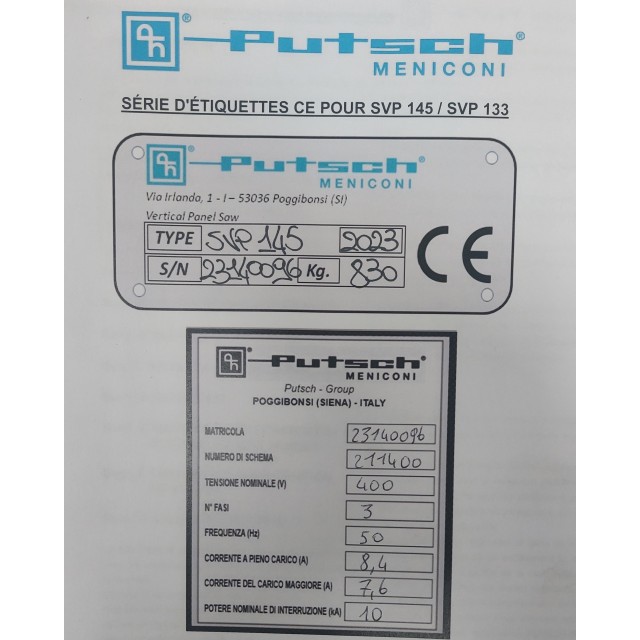 Putsch®
MENICONI
SÉRIE D'ÉTIQUETTES CE POUR SVP 145 / SVP 133
Putsch®
MENICONI
Via Irlanda, 1 - I – 53036 Poggibonsi (SI)
Vertical Panel Saw
TYPE SVP 145 2023
S/N 23140096 Kg. 830
CE
Putsch®
MENICONI
Putsch - Group
POGGIBONSI (SIENA) - ITALY
MATRICOLA 23140096
NUMERO DI SCHEMA 211400
TENSIONE NOMINALE (V) 400
N° FASI 3
FREQUENZA (Hz) 50
CORRENTE A PIENO CARICO (A) 8,4
CORRENTE DEL CARICO MAGGIORE (A) 7,6
POTERE NOMINALE DI INTERRUZIONE (kA) 10